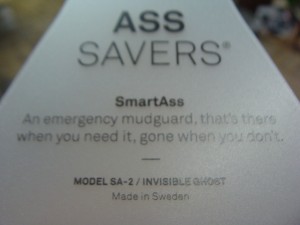 ASS
SAVERS®
SmartAss
An emergency mudguard, that's there
when you need it, gone when you don't.
MODEL SA-2 / INVISIBLE GHOST
Made in Sweden